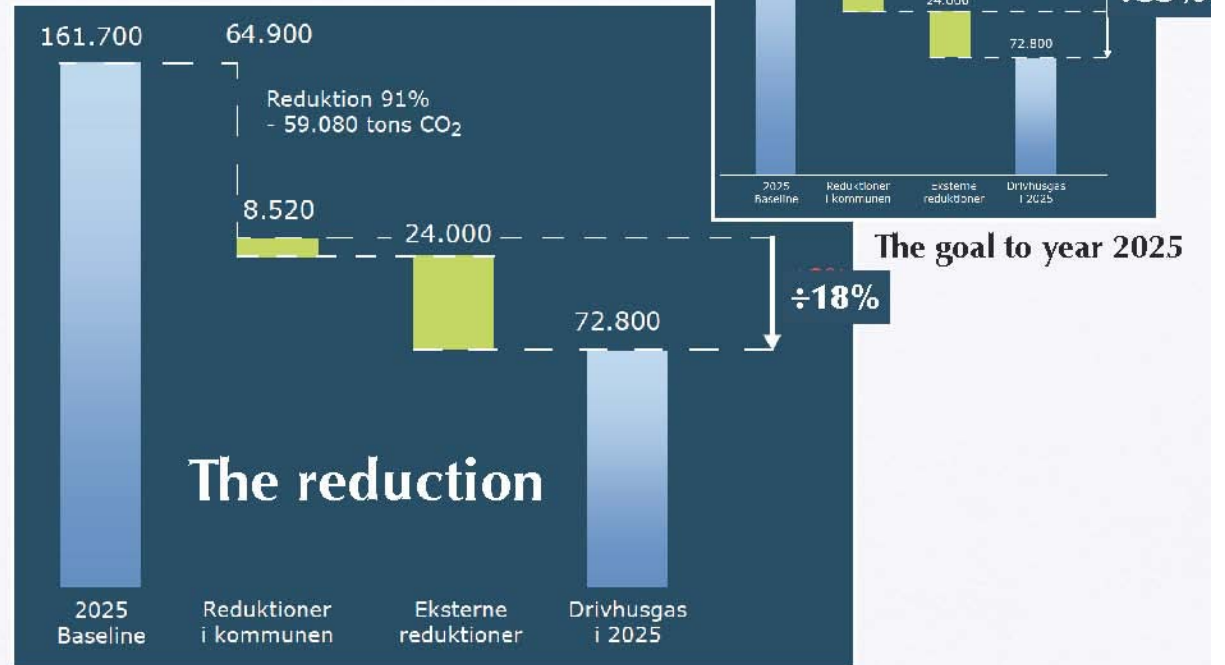 161.700
64.900
Reduktion 91%
- 59.080 tons CO₂
8.520
24.000
72.800
÷18%
The reduction
2025
Baseline
Reduktioner
i kommunen
Eksterne
reduktioner
Drivhusgas
i 2025
24.000
72.800
2025
Baseline
Reduktioner
i kommunen
Eksterne
reduktioner
Drivhusgas
i 2025
The goal to year 2025